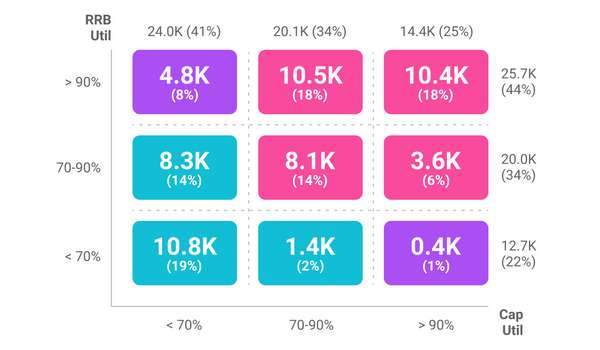 RRB
Util
24.0K (41%) 20.1K (34%) 14.4K (25%)
> 90%
4.8K
(8%)
10.5K
(18%)
10.4K
(18%)
25.7K
(44%)
70-90%
8.3K
(14%)
8.1K
(14%)
3.6K
(6%)
20.0K
(34%)
< 70%
10.8K
(19%)
1.4K
(2%)
0.4K
(1%)
12.7K
(22%)
< 70% 70-90% > 90%
Cap
Util